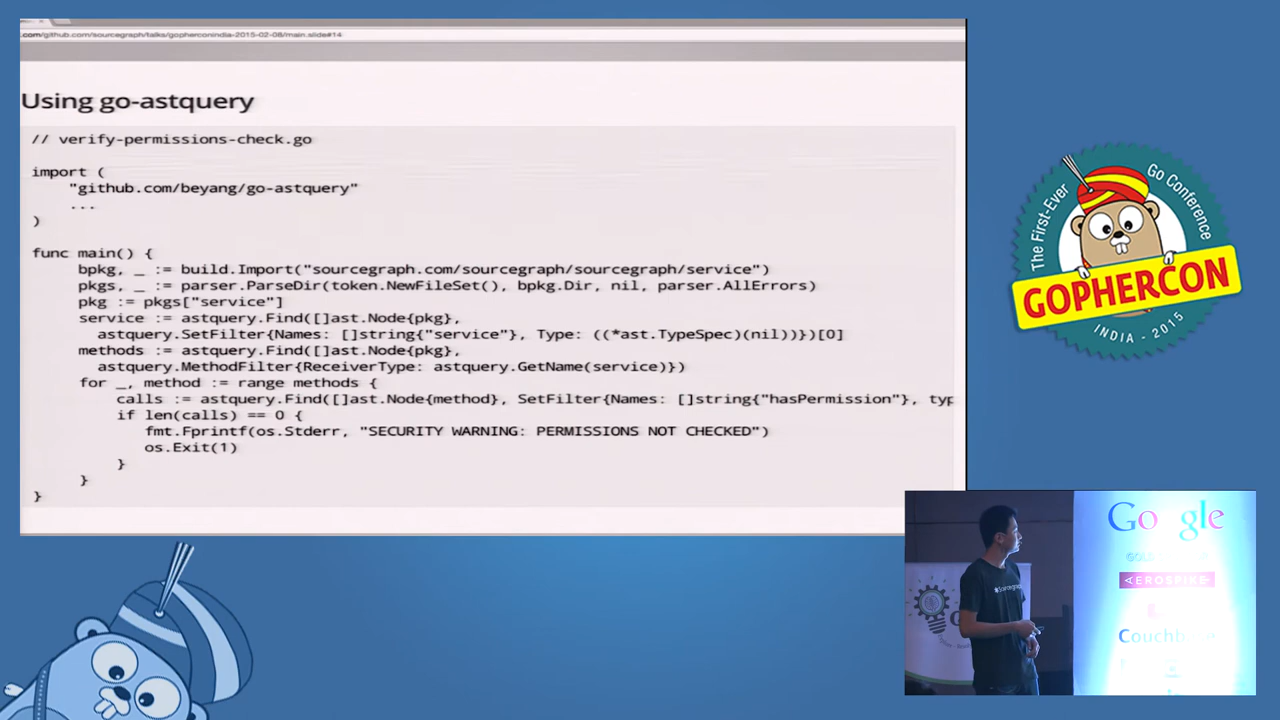 .com/github.com/sourcegraph/talks/gopherconindia-2015-02-08/main.slide#14
Using go-astquery
// verify-permissions-check.go
import (
"github.com/beyang/go-astquery"
...
)
func main() {
bpkg, _ := build.Import("sourcegraph.com/sourcegraph/sourcegraph/service")
pkgs, _ := parser.ParseDir(token.NewFileSet(), bpkg.Dir, nil, parser.AllErrors)
pkg := pkgs["service"]
service := astquery.Find([]ast.Node{pkg},
astquery.SetFilter{Names: []string{"service"}, Type: ((*ast.TypeSpec)(nil))})[0]
methods := astquery.Find([]ast.Node{pkg},
astquery.MethodFilter{ReceiverType: astquery.GetName(service)})
for _, method := range methods {
calls := astquery.Find([]ast.Node{method}, SetFilter{Names: []string{"hasPermission"}, typ
if len(calls) == 0 {
fmt.Fprintf(os.Stderr, "SECURITY WARNING: PERMISSIONS NOT CHECKED")
os.Exit(1)
}
}
}
The First-Ever
Go Conference
GOPHERCON
INDIA - 2015
Google
AEROSPIKE
Couchbase